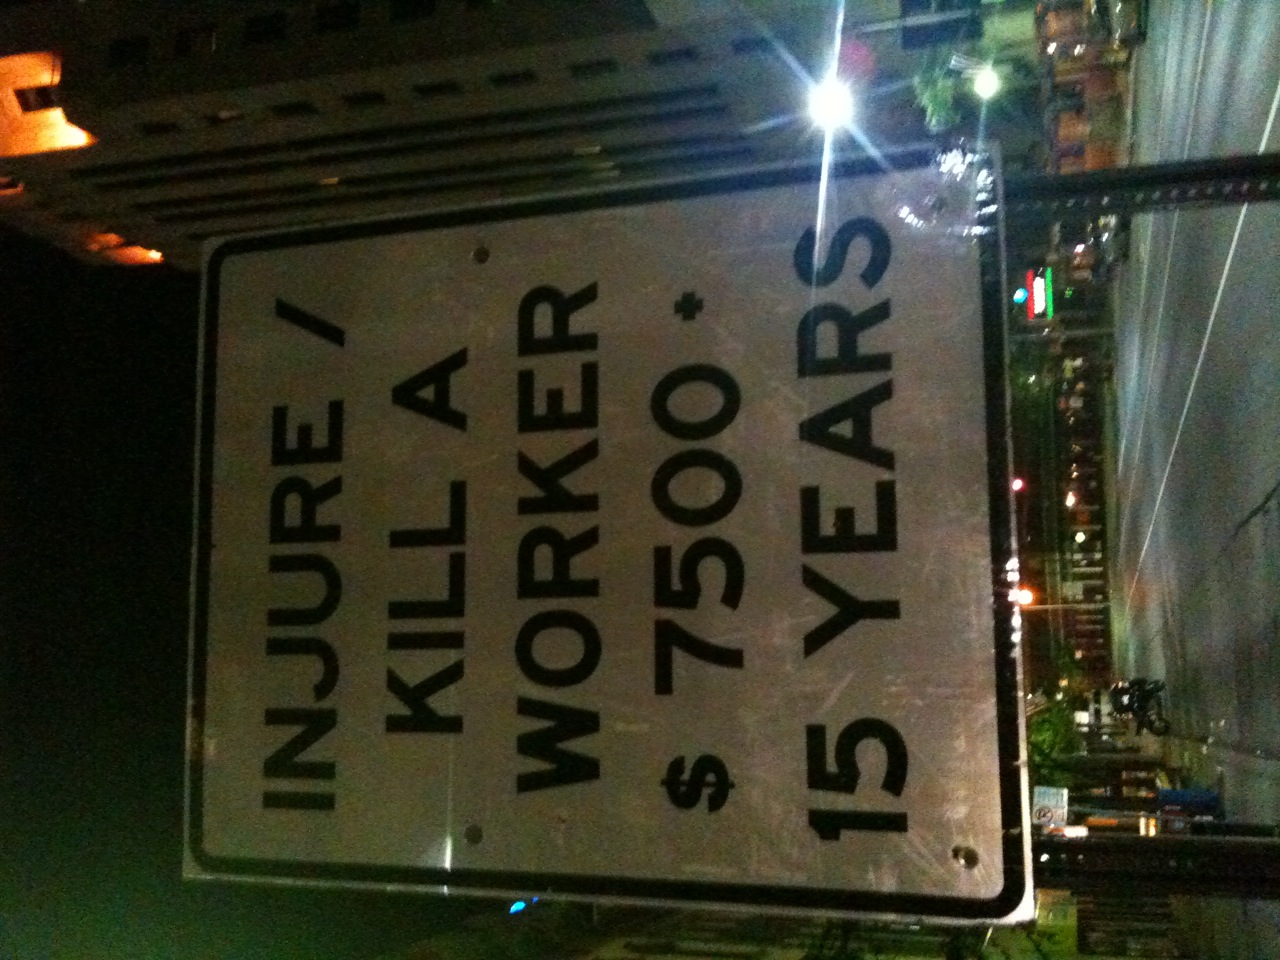 INJURE /
KILL A
WORKER
$ 7500 +
15 YEARS